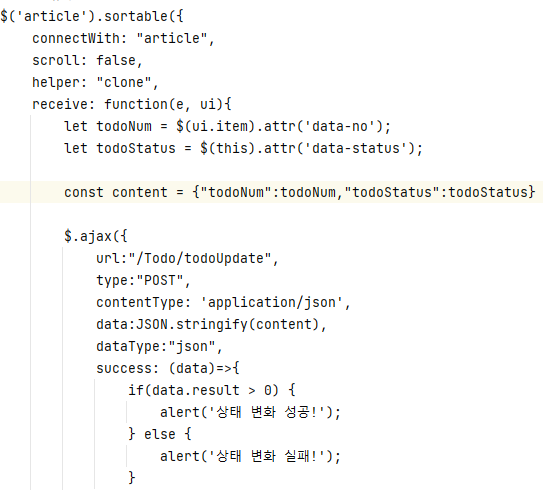 $('article').sortable({
    connectWith: "article",
    scroll: false,
    helper: "clone",
    receive: function(e, ui){
        let todoNum = $(ui.item).attr('data-no');
        let todoStatus = $(this).attr('data-status');

        const content = {"todoNum":todoNum,"todoStatus":todoStatus}

        $.ajax({
            url:"/Todo/todoUpdate",
            type:"POST",
            contentType: 'application/json',
            data:JSON.stringify(content),
            dataType:"json",
            success: (data)=>{
                if(data.result > 0) {
                    alert('상태 변화 성공!');
                } else {
                    alert('상태 변화 실패!');
                }